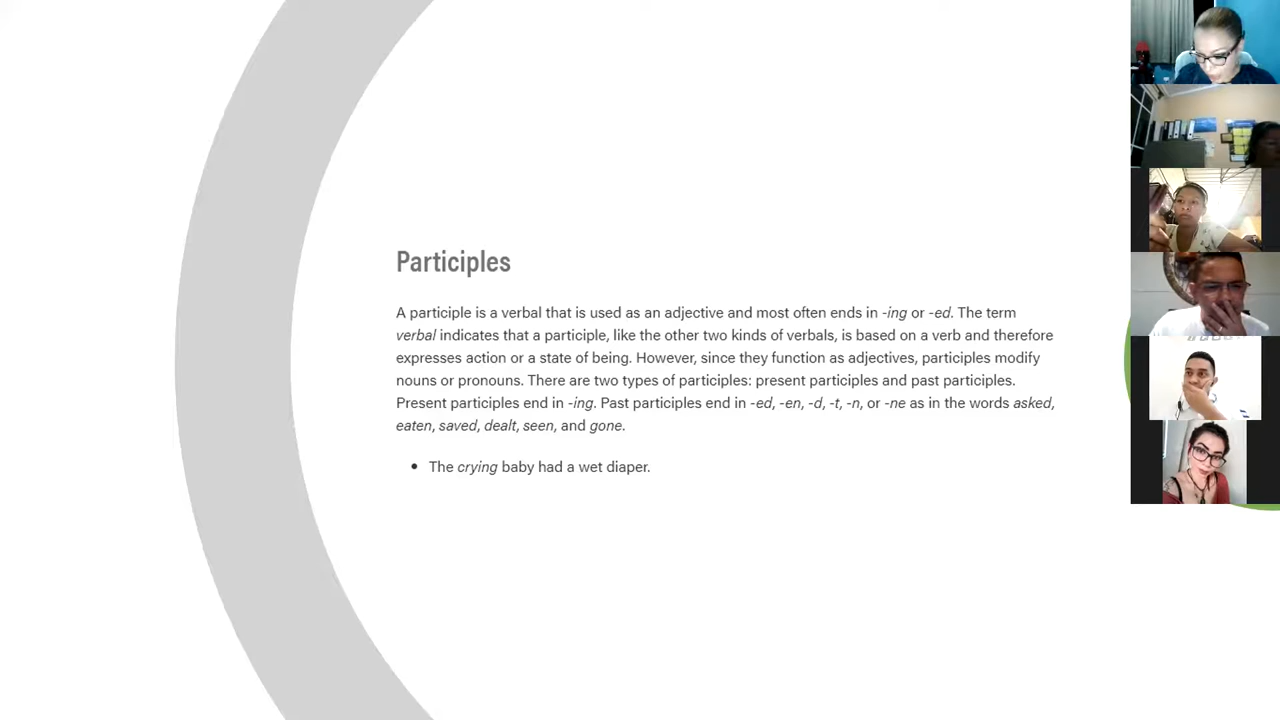 Participles
A participle is a verbal that is used as an adjective and most often ends in -ing or -ed. The term
verbal indicates that a participle, like the other two kinds of verbals, is based on a verb and therefore
expresses action or a state of being. However, since they function as adjectives, participles modify
nouns or pronouns. There are two types of participles: present participles and past participles.
Present participles end in -ing. Past participles end in -ed, -en, -d, -t, -n, or -ne as in the words asked,
eaten, saved, dealt, seen, and gone.
• The crying baby had a wet diaper.